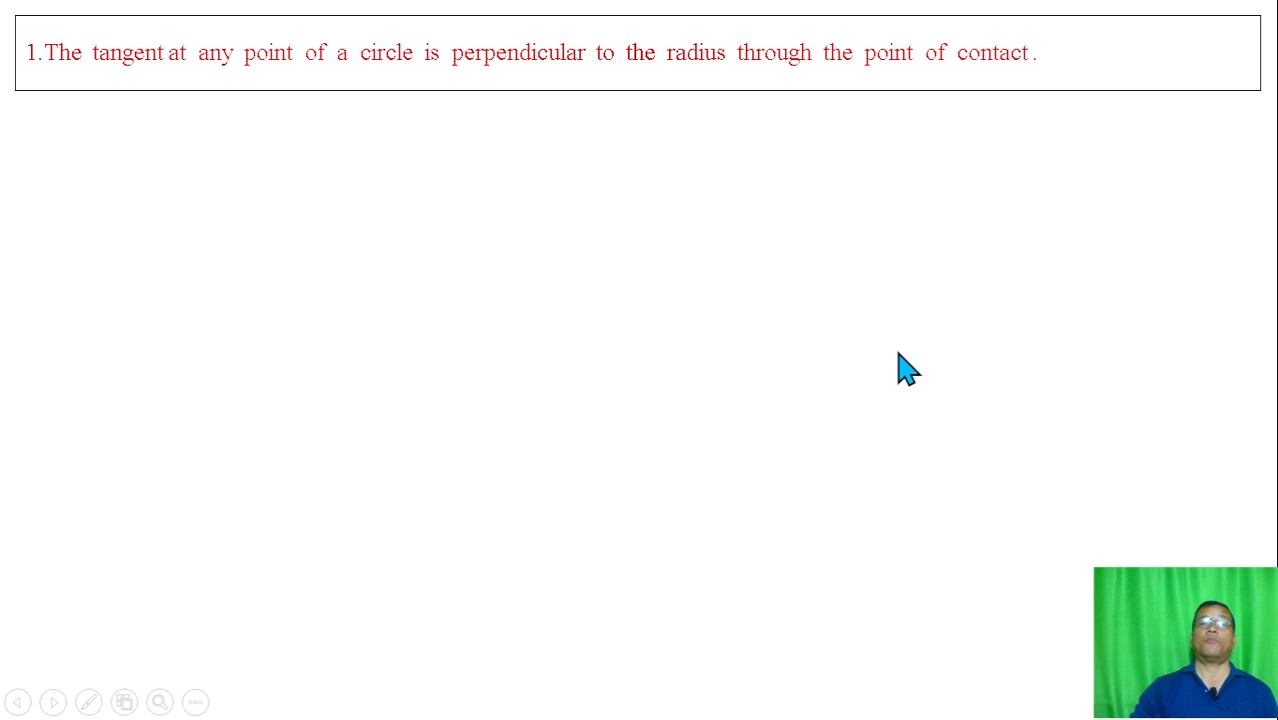 1.The tangent at any point of a circle is perpendicular to the radius through the point of contact .